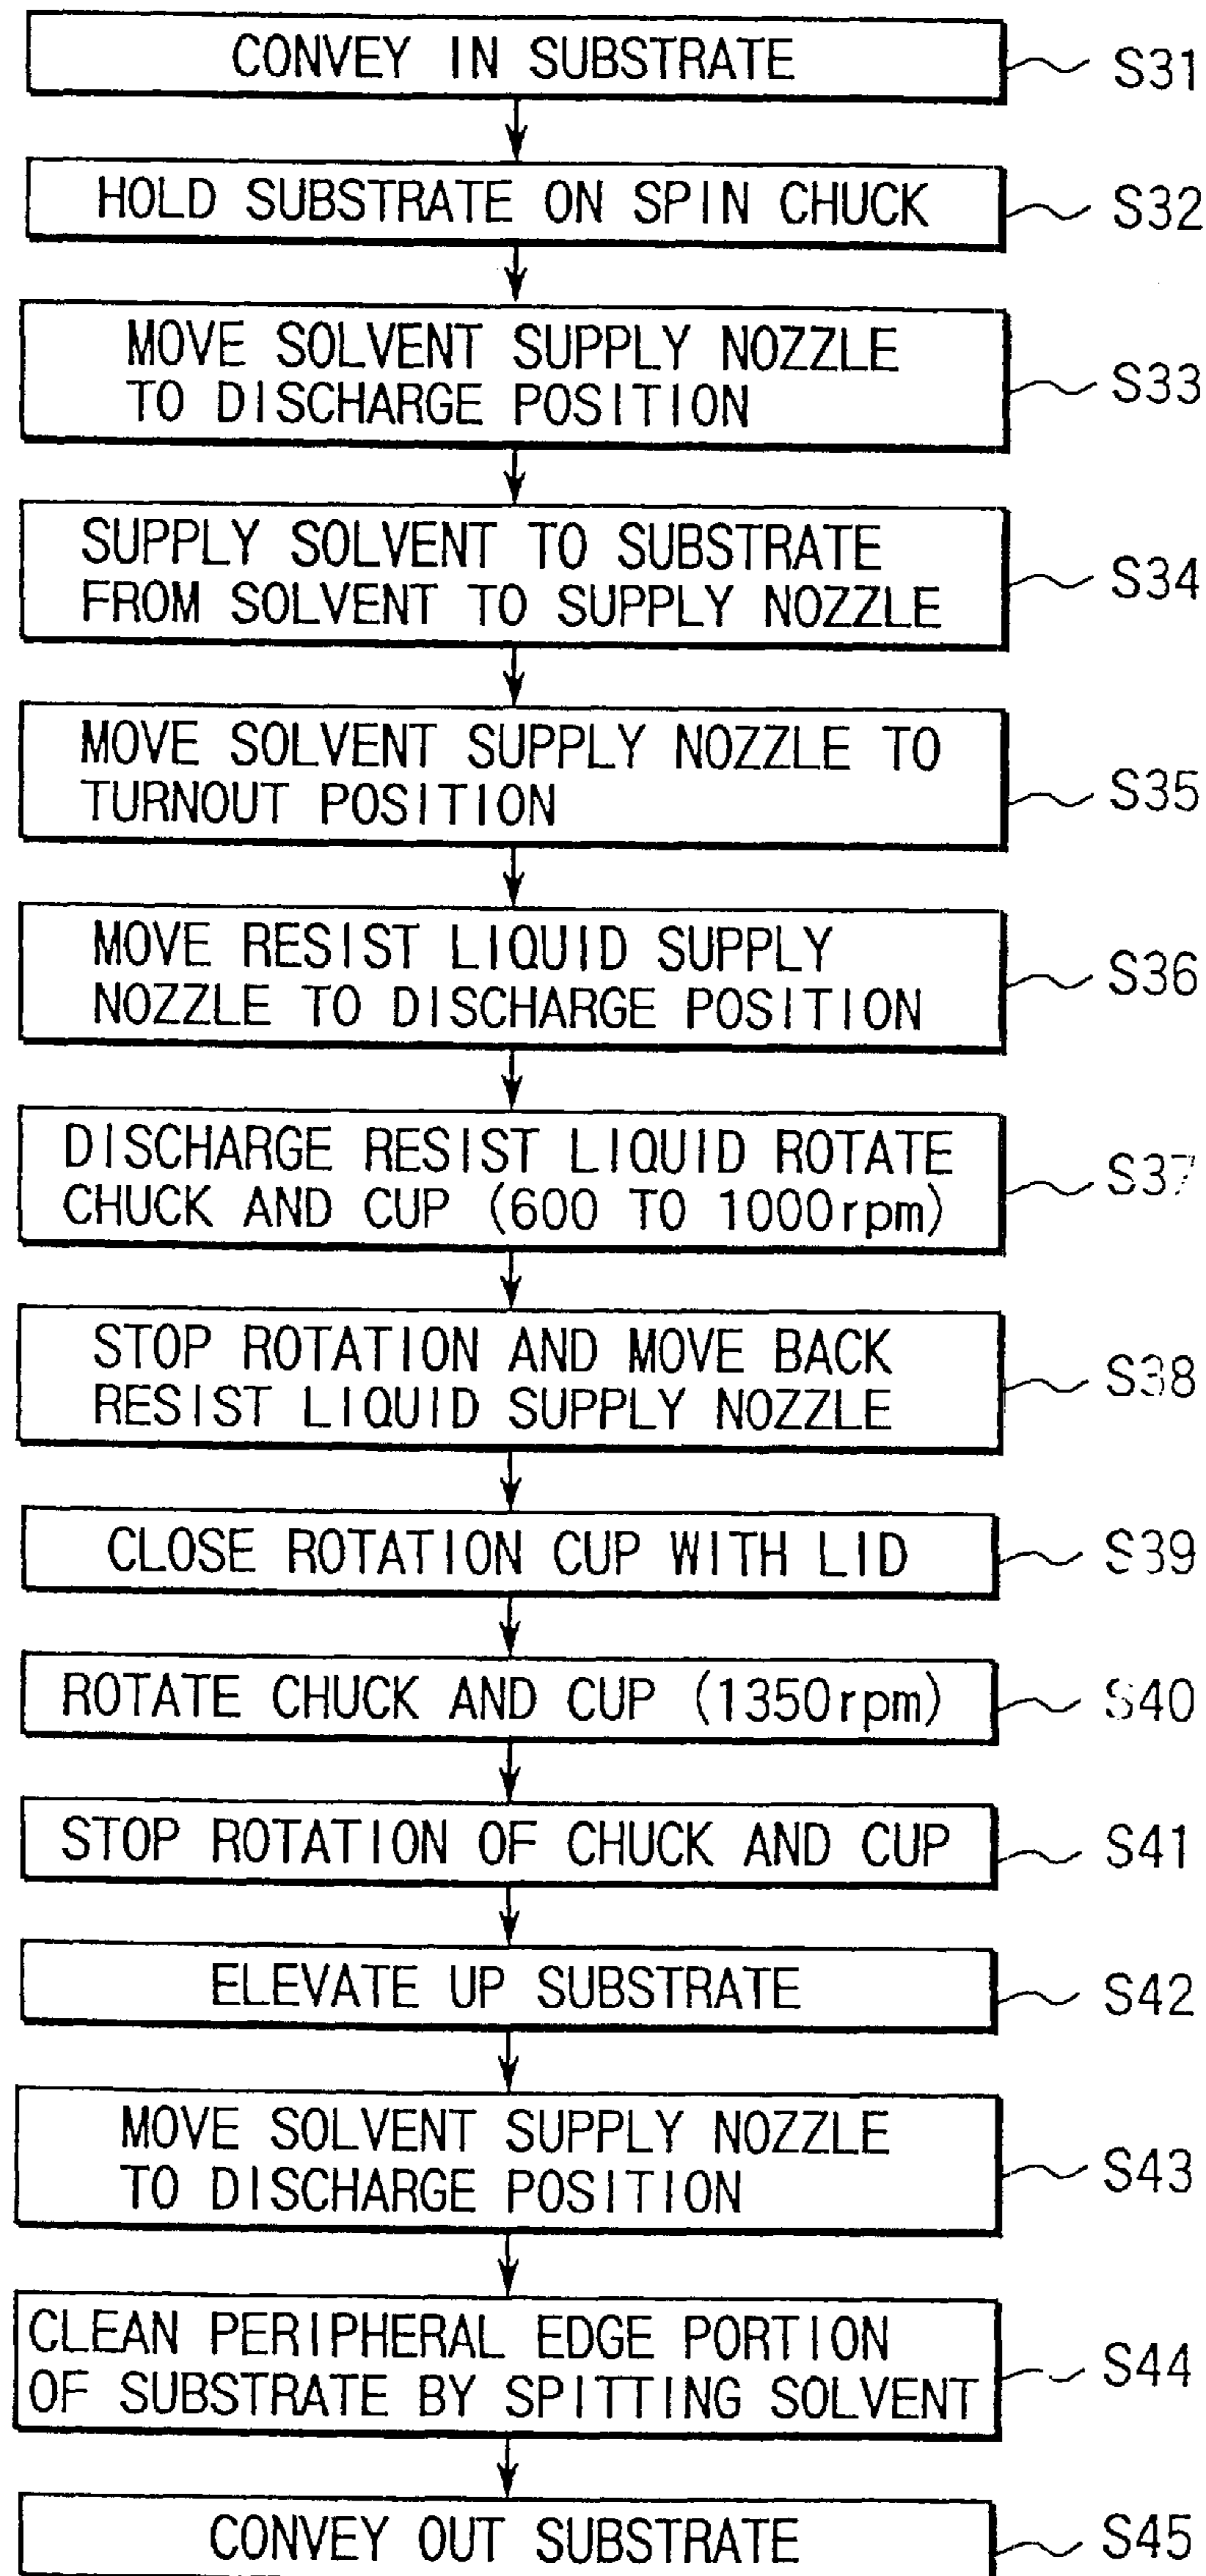 CONVEY IN SUBSTRATE S31
HOLD SUBSTRATE ON SPIN CHUCK S32
MOVE SOLVENT SUPPLY NOZZLE
TO DISCHARGE POSITION S33
SUPPLY SOLVENT TO SUBSTRATE
FROM SOLVENT TO SUPPLY NOZZLE S34
MOVE SOLVENT SUPPLY NOZZLE TO
TURNOUT POSITION S35
MOVE RESIST LIQUID SUPPLY
NOZZLE TO DISCHARGE POSITION S36
DISCHARGE RESIST LIQUID ROTATE
CHUCK AND CUP (600 TO 1000rpm) S37
STOP ROTATION AND MOVE BACK
RESIST LIQUID SUPPLY NOZZLE S38
CLOSE ROTATION CUP WITH LID S39
ROTATE CHUCK AND CUP (1350rpm) S40
STOP ROTATION OF CHUCK AND CUP S41
ELEVATE UP SUBSTRATE S42
MOVE SOLVENT SUPPLY NOZZLE
TO DISCHARGE POSITION S43
CLEAN PERIPHERAL EDGE PORTION
OF SUBSTRATE BY SPITTING SOLVENT S44
CONVEY OUT SUBSTRATE S45